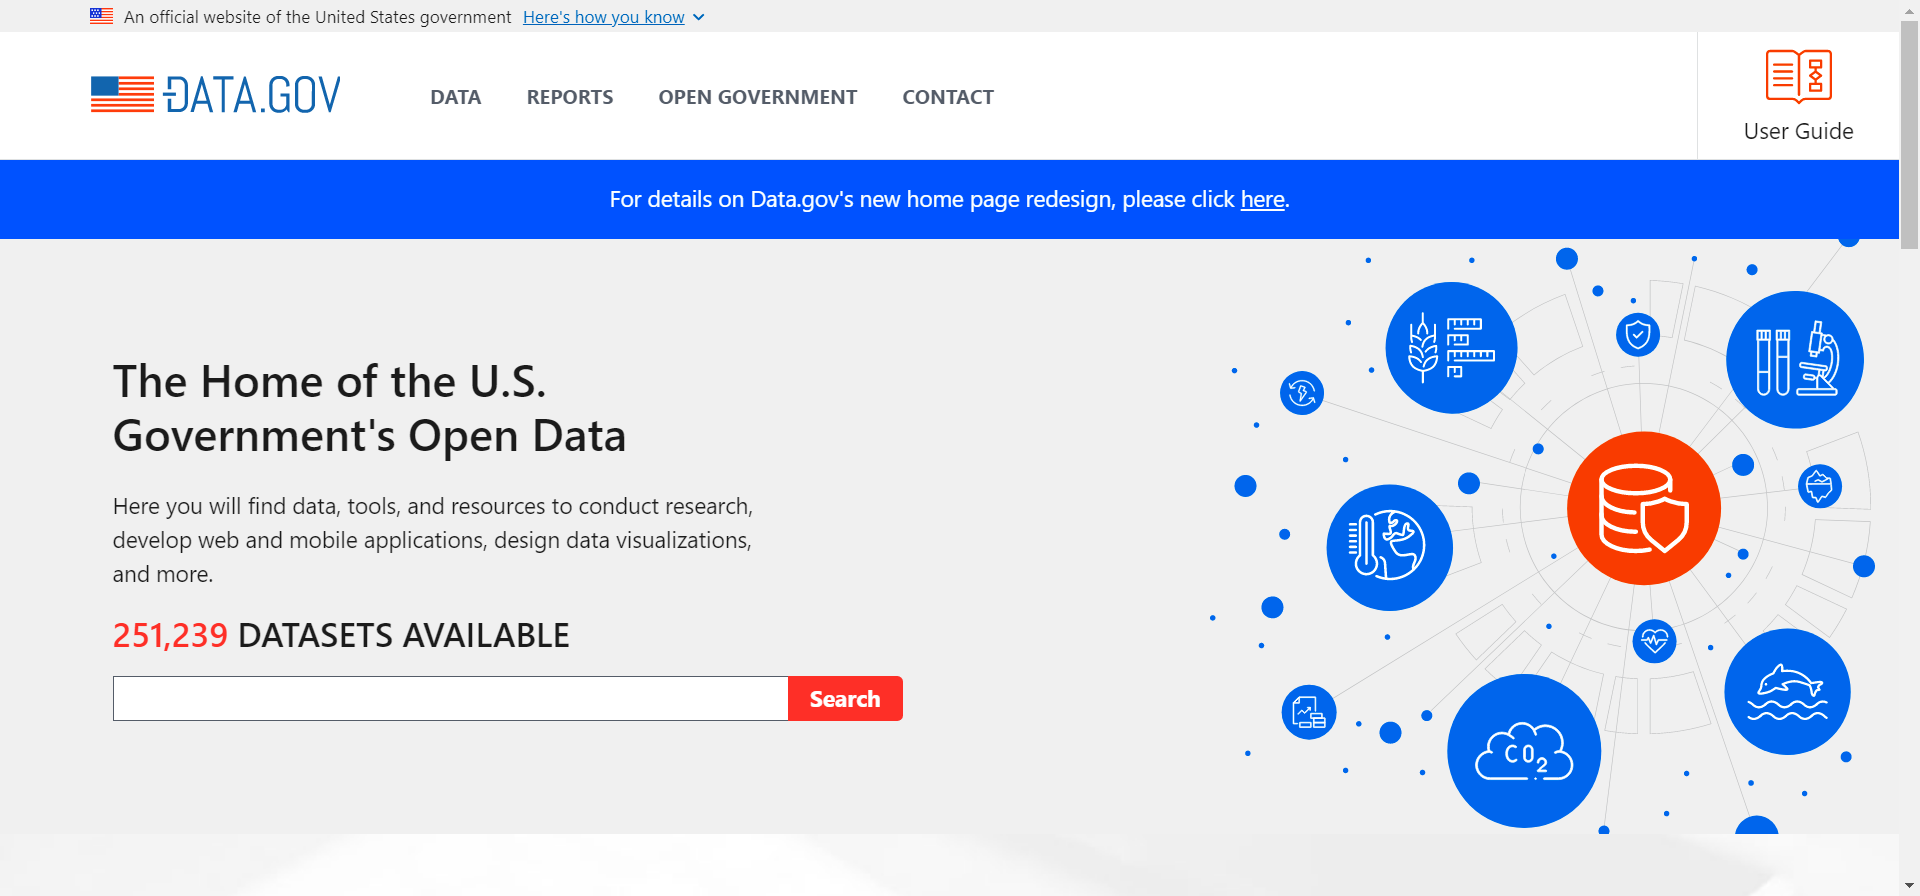 An official website of the United States government Here's how you know
DATA.GOV
DATA REPORTS OPEN GOVERNMENT CONTACT
User Guide
For details on Data.gov's new home page redesign, please click here.
The Home of the U.S.
Government's Open Data
Here you will find data, tools, and resources to conduct research,
develop web and mobile applications, design data visualizations,
and more.
251,239 DATASETS AVAILABLE
Search
CO2